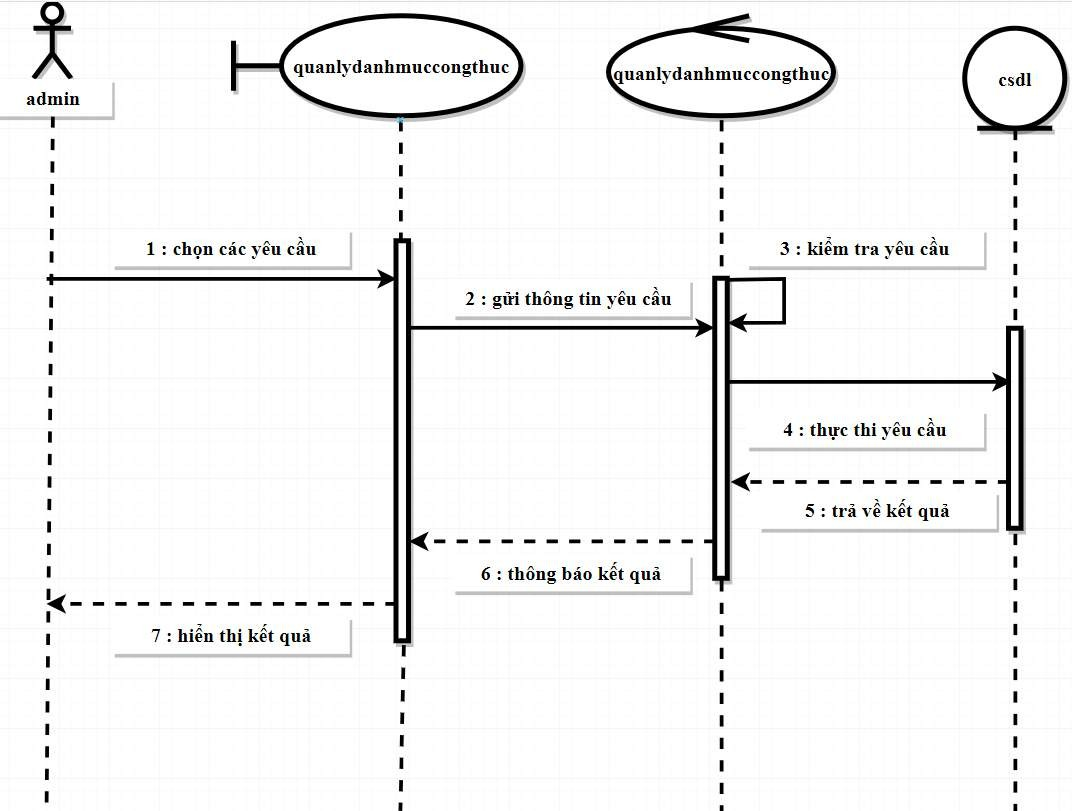 quanlydanhmuccongthuc
quanlydanhmuccongthuc
csdl
admin
1 : chọn các yêu cầu
3 : kiểm tra yêu cầu
2 : gửi thông tin yêu cầu
4 : thực thi yêu cầu
5 : trả về kết quả
6 : thông báo kết quả
7 : hiển thị kết quả